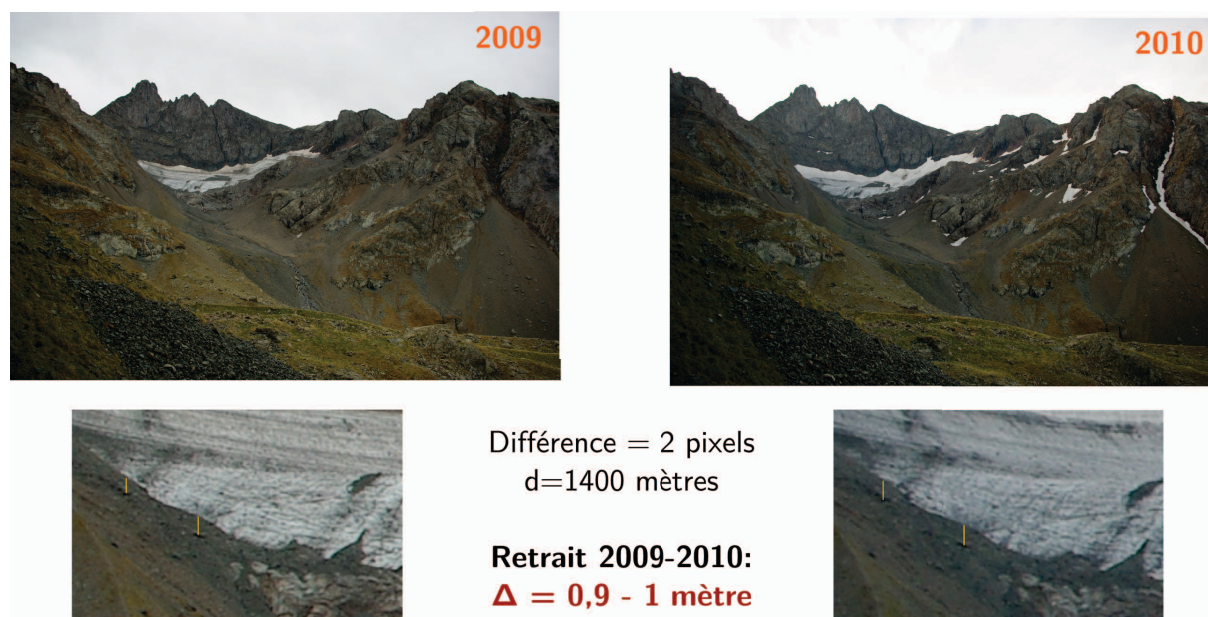 2009
2010
Différence = 2 pixels
d=1400 mètres
Retrait 2009-2010:
Δ = 0,9 - 1 mètre